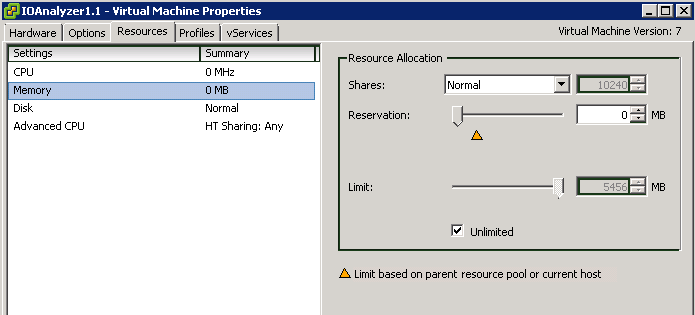 IOAnalyzer1.1 - Virtual Machine Properties
Hardware Options Resources Profiles vServices Virtual Machine Version: 7
Settings Summary
CPU 0 MHz
Memory 0 MB
Disk Normal
Advanced CPU HT Sharing: Any
Resource Allocation
Shares: Normal 10240
Reservation: 0 MB
Limit: 5456 MB
Unlimited
Limit based on parent resource pool or current host